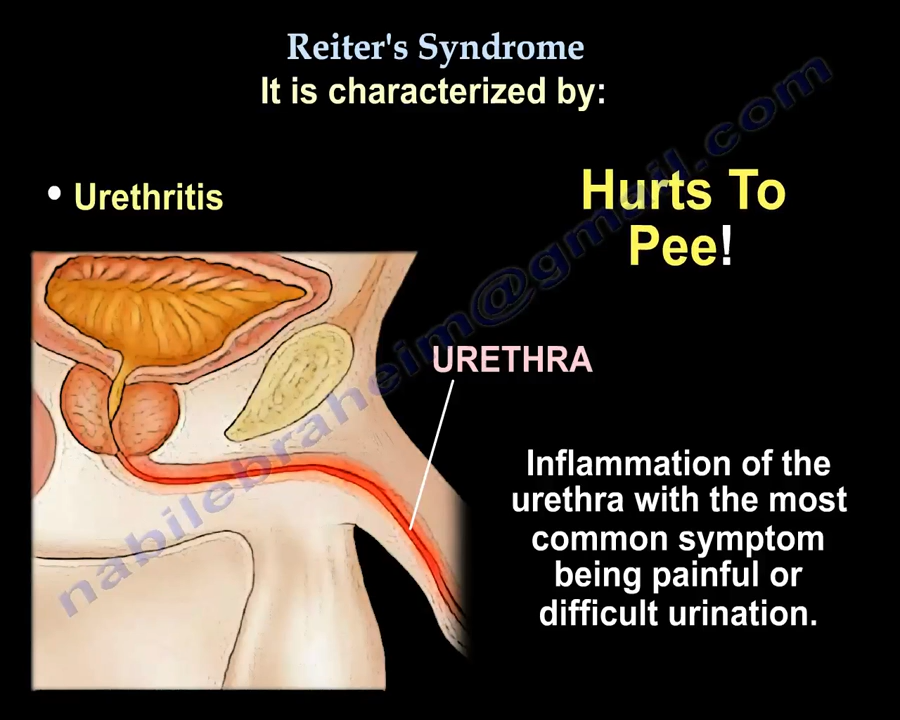 Reiter's Syndrome
It is characterized by:
• Urethritis
Hurts To
Pee!
URETHRA
Inflammation of the
urethra with the most
common symptom
being painful or
difficult urination.
nabilebraheim@gmail.com